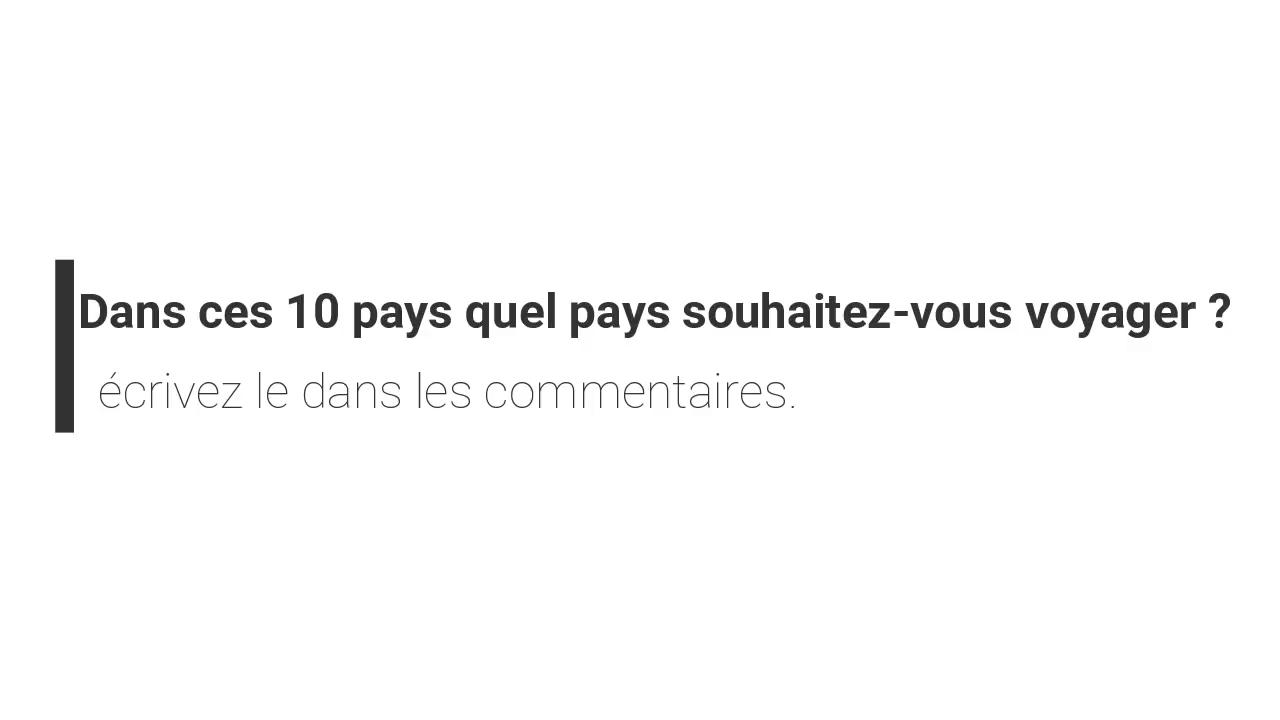 Dans ces 10 pays quel pays souhaitez-vous voyager ?
écrivez le dans les commentaires.